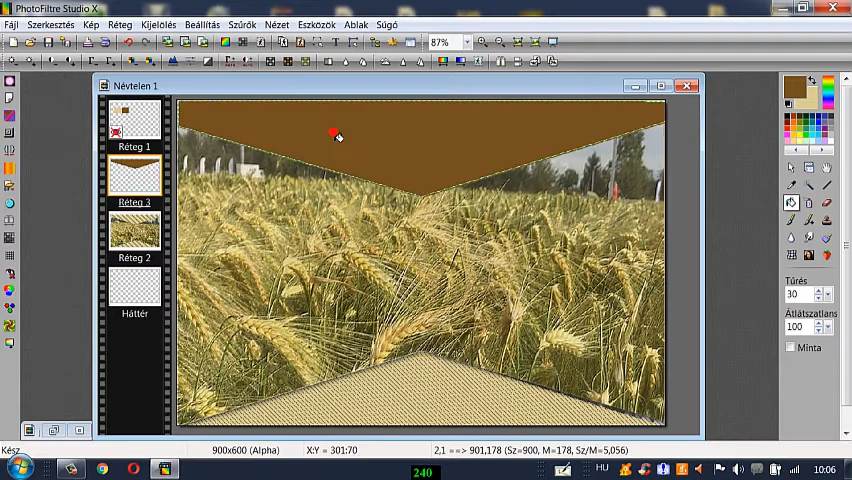 PhotoFiltre Studio X
Fájl Szerkesztés Kép Réteg Kijelölés Beállítás Szűrők Nézet Eszközök Ablak Súgó
87%
Névtelen 1
Réteg 1
Réteg 3
Réteg 2
Háttér
Tűrés
30
Átlátszatlans
100
Minta
Kész
900x600 (Alpha)
X:Y = 301:70
2,1 ==> 901,178 (Sz=900, M=178, Sz/M=5,056)
240
HU
10:06